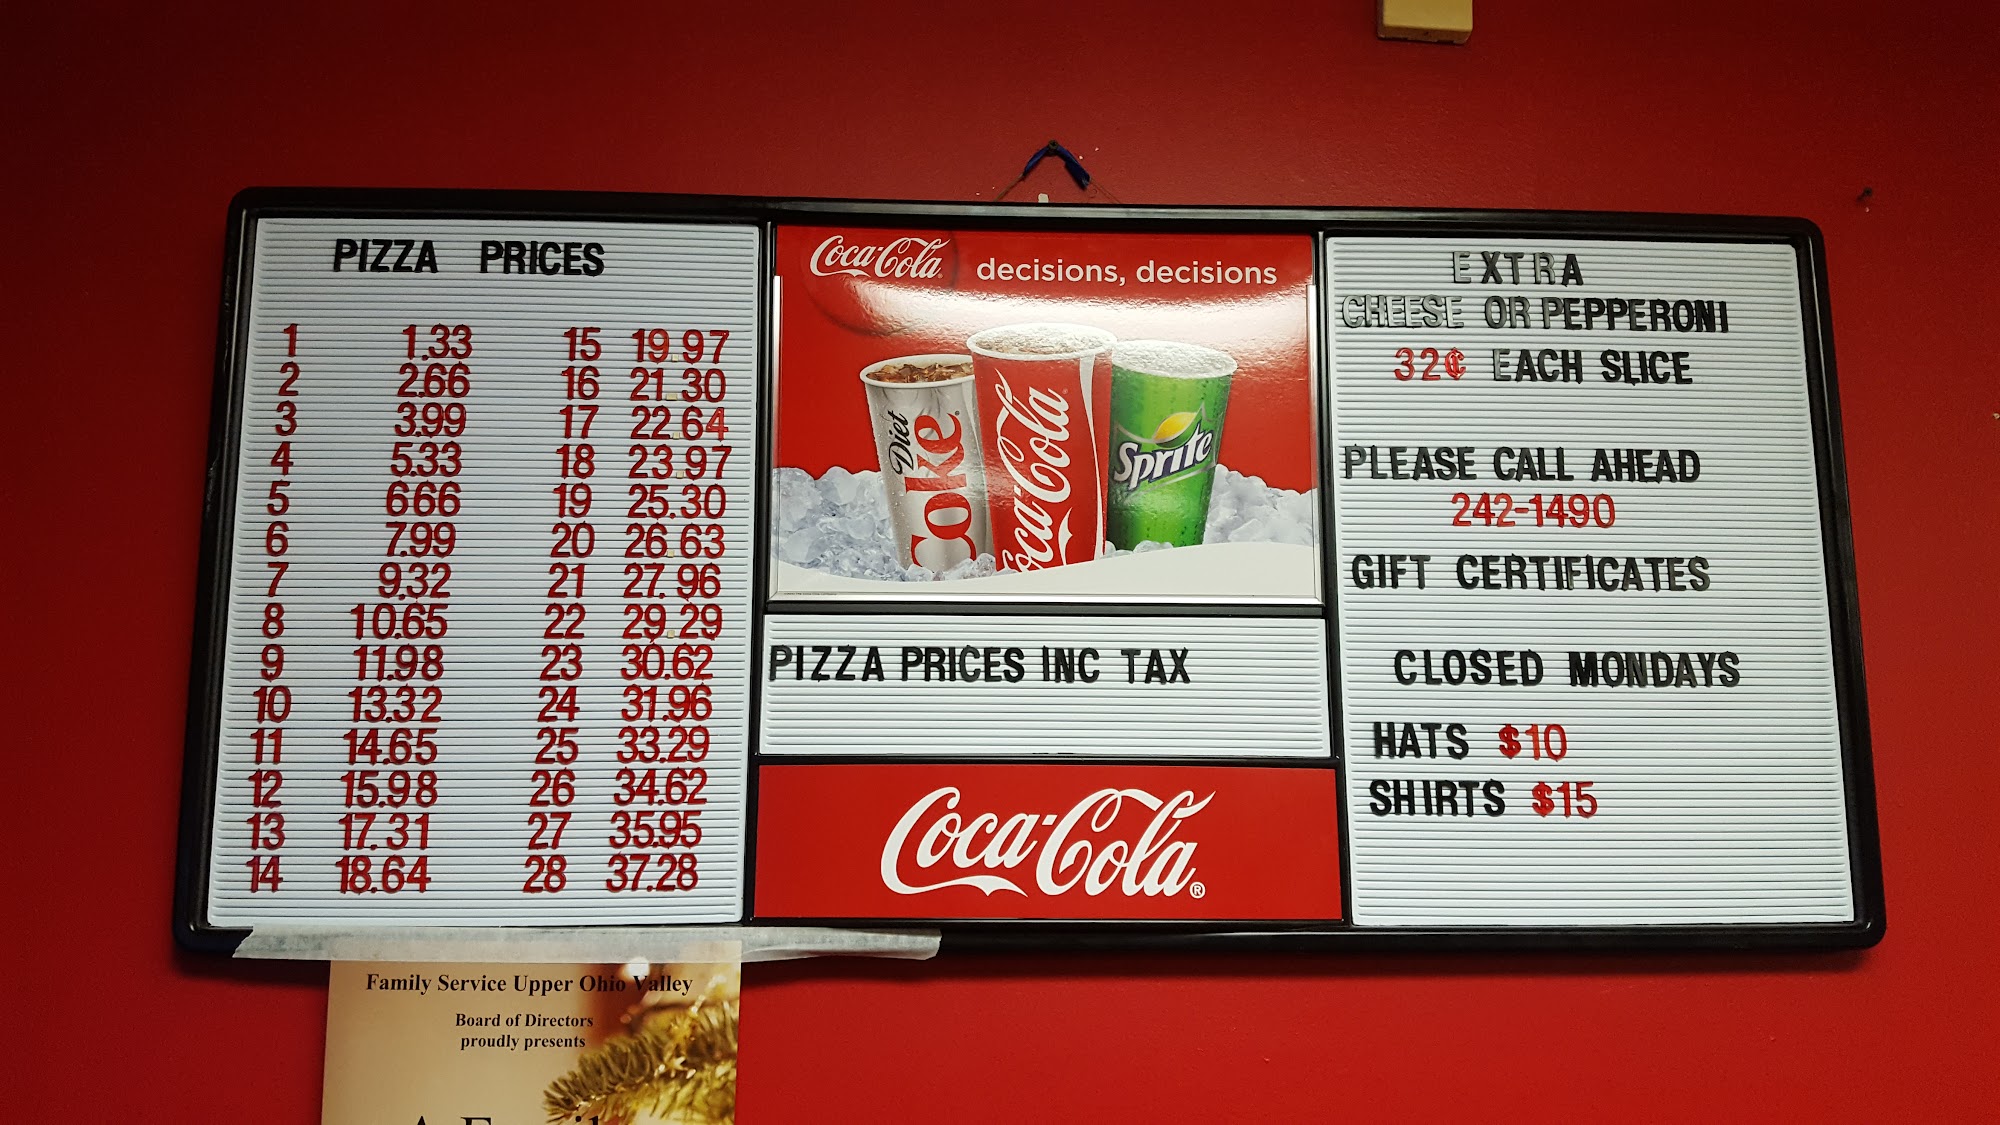 PIZZA PRICES
1 1.33 15 19.97
2 2.66 16 21.30
3 3.99 17 22.64
4 5.33 18 23.97
5 666 19 25.30
6 7.99 20 26.63
7 9.32 21 27.96
8 10.65 22 29.29
9 11.98 23 30.62
10 13.32 24 31.96
11 14.65 25 33.29
12 15.98 26 34.62
13 17.31 27 35.95
14 18.64 28 37.28
Coca-Cola decisions, decisions
Diet Coke
Coca-Cola
Sprite
PIZZA PRICES INC TAX
Coca-Cola®
EXTRA
CHEESE OR PEPPERONI
32¢ EACH SLICE
PLEASE CALL AHEAD
242-1490
GIFT CERTIFICATES
CLOSED MONDAYS
HATS $10
SHIRTS $15
Family Service Upper Ohio Valley
Board of Directors
proudly presents